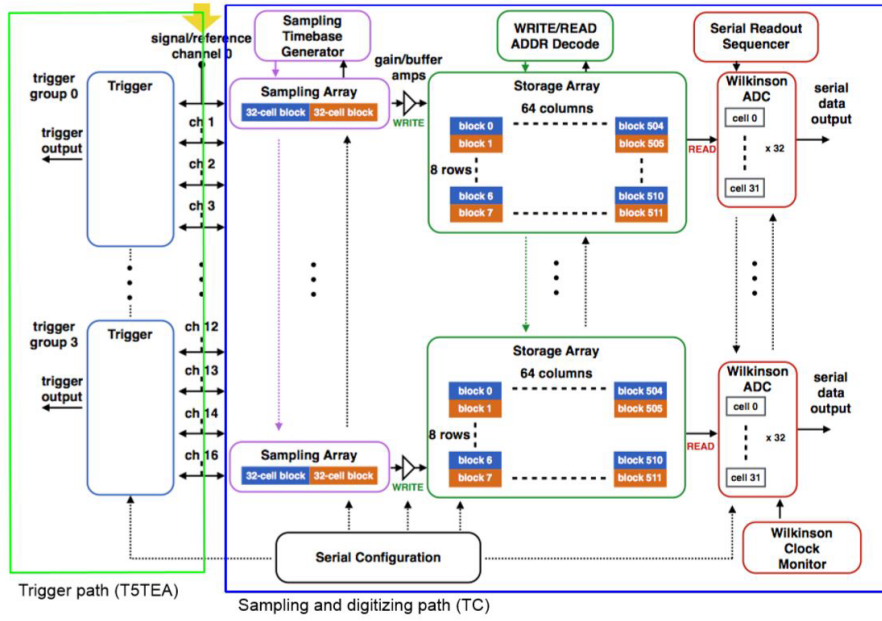 signal/reference
channel 0
Sampling
Timebase
Generator
WRITE/READ
ADDR Decode
Serial Readout
Sequencer
trigger
group 0
Trigger
trigger
output
ch 1
ch 2
ch 3
Sampling Array
32-cell block 32-cell block
gain/buffer
amps
WRITE
Storage Array
64 columns
block 0
block 1
block 504
block 505
8 rows
block 6
block 7
block 510
block 511
READ
Wilkinson
ADC
cell 0
x 32
cell 31
serial
data
output
trigger
group 3
Trigger
trigger
output
ch 12
ch 13
ch 14
ch 16
Sampling Array
32-cell block 32-cell block
WRITE
Storage Array
64 columns
block 0
block 1
block 504
block 505
8 rows
block 6
block 7
block 510
block 511
READ
Wilkinson
ADC
cell 0
x 32
cell 31
serial
data
output
Serial Configuration
Wilkinson
Clock
Monitor
Trigger path (T5TEA)
Sampling and digitizing path (TC)